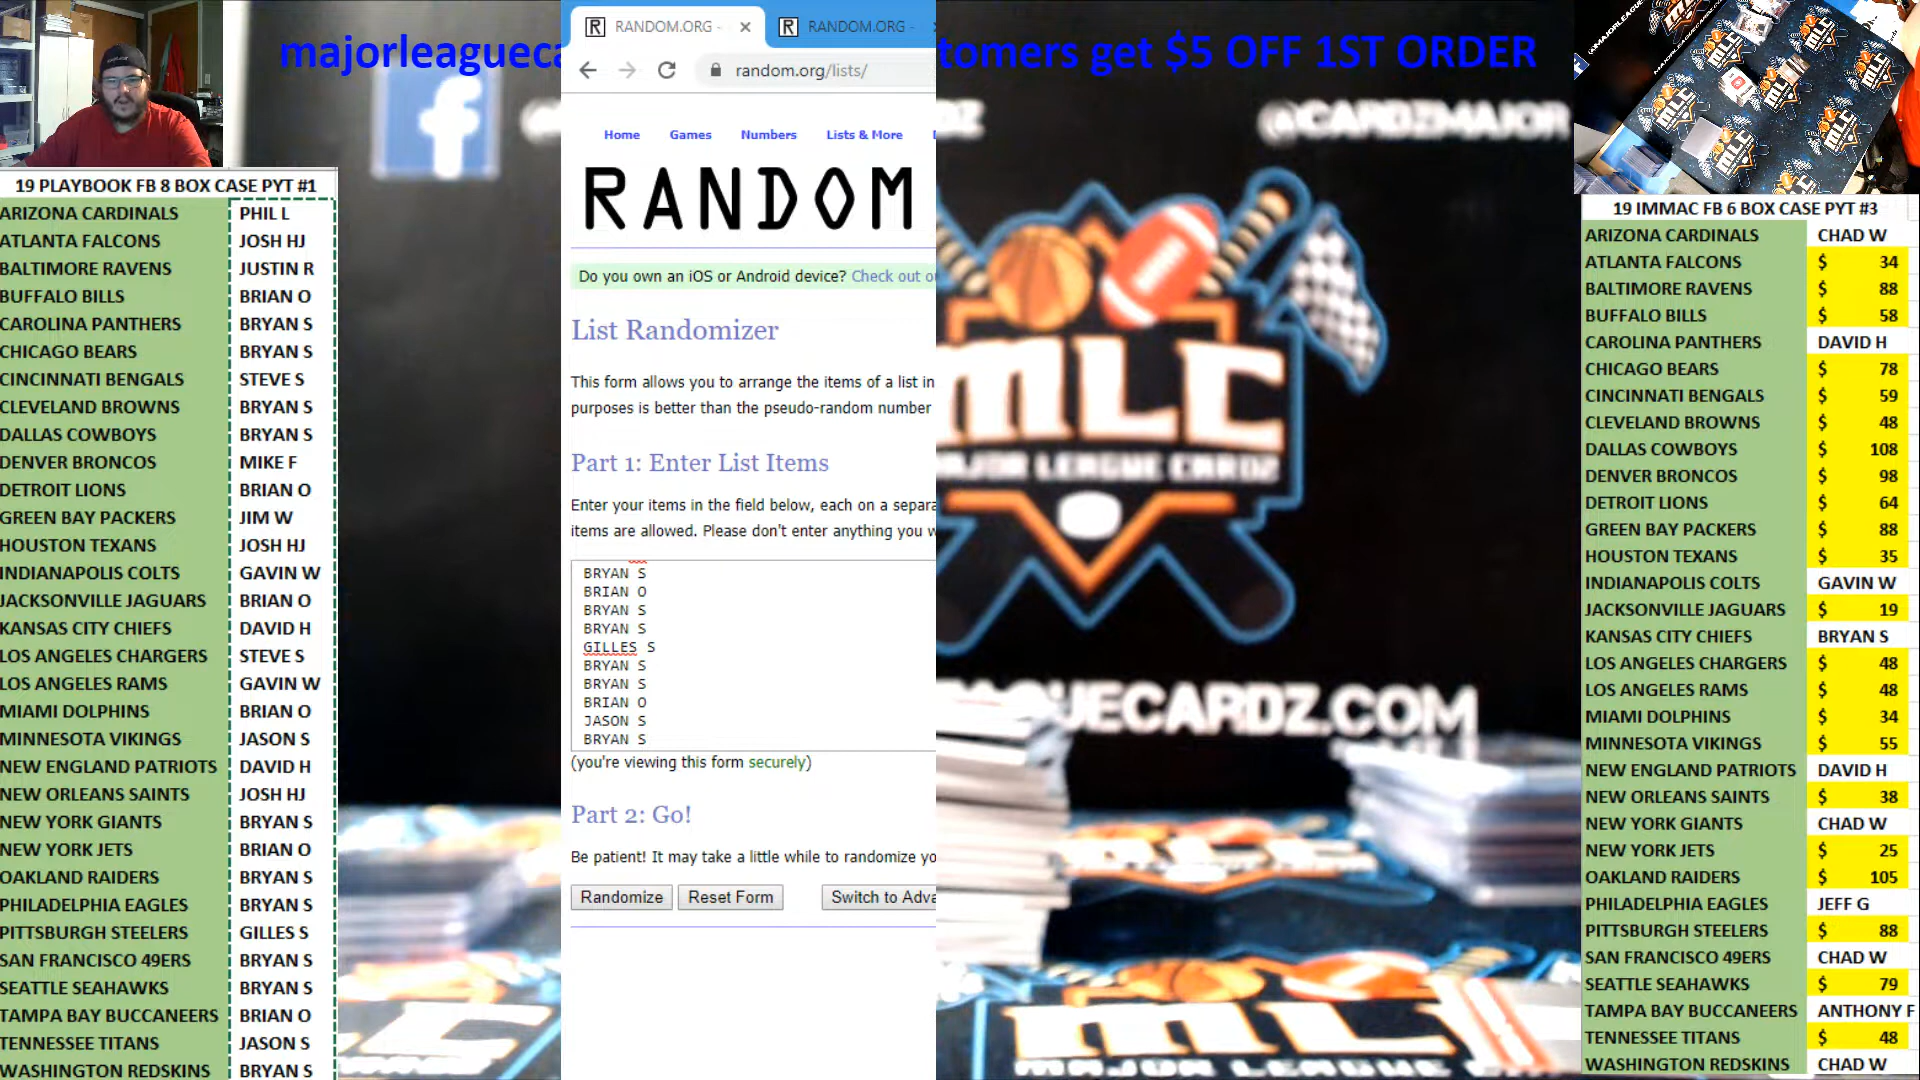 majorleagueca
tomers get $5 OFF 1ST ORDER
RANDOM.ORG -
RANDOM.ORG -
random.org/lists/
Home Games Numbers Lists & More
RANDOM
Do you own an iOS or Android device? Check out o
List Randomizer
This form allows you to arrange the items of a list in
purposes is better than the pseudo-random number
Part 1: Enter List Items
Enter your items in the field below, each on a separa
items are allowed. Please don't enter anything you w
BRYAN S
BRIAN O
BRYAN S
BRYAN S
GILLES S
BRYAN S
BRYAN S
BRIAN O
JASON S
BRYAN S
(you're viewing this form securely)
Part 2: Go!
Be patient! It may take a little while to randomize yo
Randomize Reset Form Switch to Adva
19 PLAYBOOK FB 8 BOX CASE PYT #1
ARIZONA CARDINALS PHIL L
ATLANTA FALCONS JOSH HJ
BALTIMORE RAVENS JUSTIN R
BUFFALO BILLS BRIAN O
CAROLINA PANTHERS BRYAN S
CHICAGO BEARS BRYAN S
CINCINNATI BENGALS STEVE S
CLEVELAND BROWNS BRYAN S
DALLAS COWBOYS BRYAN S
DENVER BRONCOS MIKE F
DETROIT LIONS BRIAN O
GREEN BAY PACKERS JIM W
HOUSTON TEXANS JOSH HJ
INDIANAPOLIS COLTS GAVIN W
JACKSONVILLE JAGUARS BRIAN O
KANSAS CITY CHIEFS DAVID H
LOS ANGELES CHARGERS STEVE S
LOS ANGELES RAMS GAVIN W
MIAMI DOLPHINS BRIAN O
MINNESOTA VIKINGS JASON S
NEW ENGLAND PATRIOTS DAVID H
NEW ORLEANS SAINTS JOSH HJ
NEW YORK GIANTS BRYAN S
NEW YORK JETS BRIAN O
OAKLAND RAIDERS BRYAN S
PHILADELPHIA EAGLES BRYAN S
PITTSBURGH STEELERS GILLES S
SAN FRANCISCO 49ERS BRYAN S
SEATTLE SEAHAWKS BRYAN S
TAMPA BAY BUCCANEERS BRIAN O
TENNESSEE TITANS JASON S
WASHINGTON REDSKINS BRYAN S
@CARDZMAJOR
MLC
MAJOR LEAGUE CARDZ
GUECARDZ.COM
19 IMMAC FB 6 BOX CASE PYT #3
ARIZONA CARDINALS CHAD W
ATLANTA FALCONS $ 34
BALTIMORE RAVENS $ 88
BUFFALO BILLS $ 58
CAROLINA PANTHERS DAVID H
CHICAGO BEARS $ 78
CINCINNATI BENGALS $ 59
CLEVELAND BROWNS $ 48
DALLAS COWBOYS $ 108
DENVER BRONCOS $ 98
DETROIT LIONS $ 64
GREEN BAY PACKERS $ 88
HOUSTON TEXANS $ 35
INDIANAPOLIS COLTS GAVIN W
JACKSONVILLE JAGUARS $ 19
KANSAS CITY CHIEFS BRYAN S
LOS ANGELES CHARGERS $ 48
LOS ANGELES RAMS $ 48
MIAMI DOLPHINS $ 34
MINNESOTA VIKINGS $ 55
NEW ENGLAND PATRIOTS DAVID H
NEW ORLEANS SAINTS $ 38
NEW YORK GIANTS CHAD W
NEW YORK JETS $ 25
OAKLAND RAIDERS $ 105
PHILADELPHIA EAGLES JEFF G
PITTSBURGH STEELERS $ 88
SAN FRANCISCO 49ERS CHAD W
SEATTLE SEAHAWKS $ 79
TAMPA BAY BUCCANEERS ANTHONY F
TENNESSEE TITANS $ 48
WASHINGTON REDSKINS CHAD W